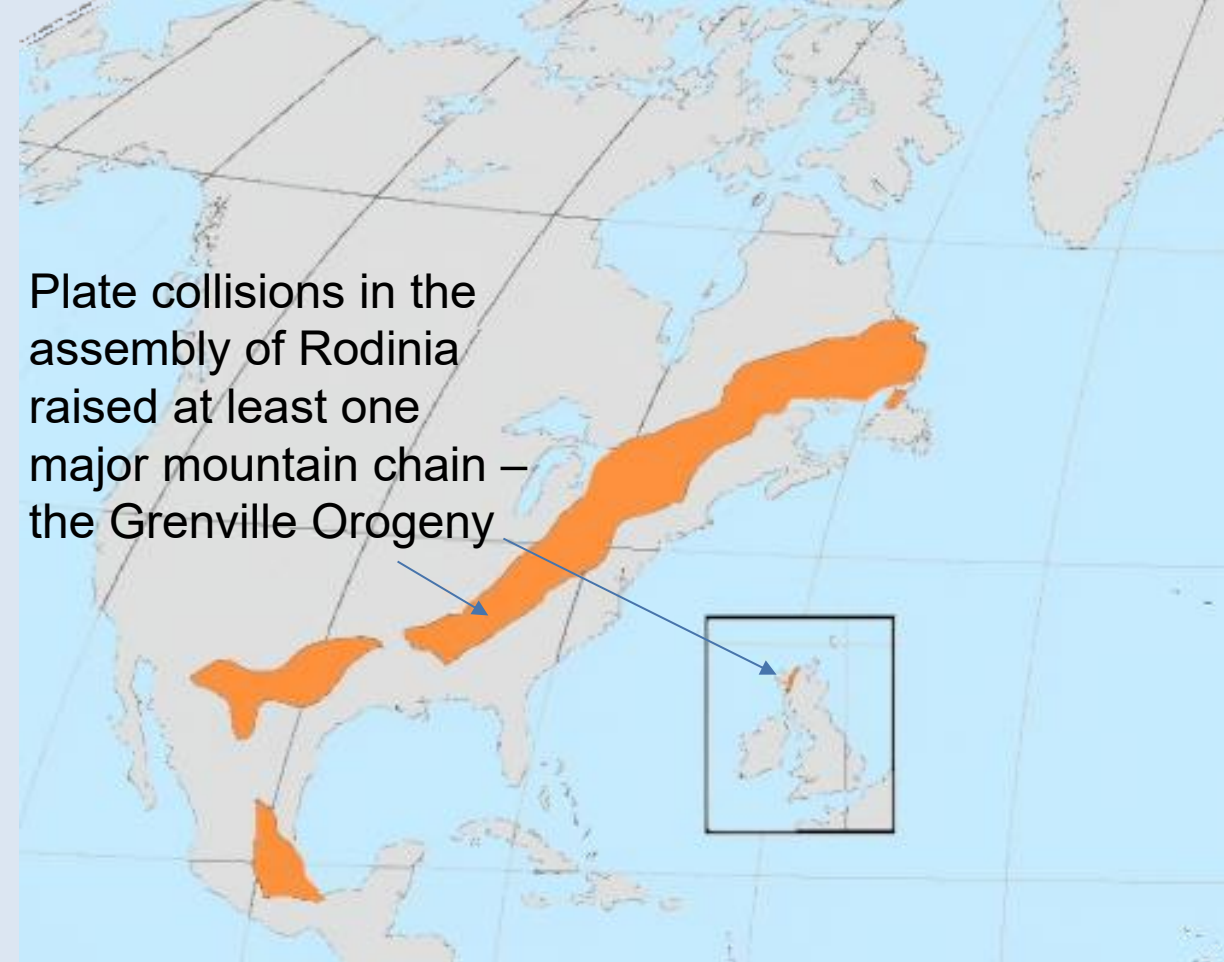 Plate collisions in the
assembly of Rodinia
raised at least one
major mountain chain –
the Grenville Orogeny